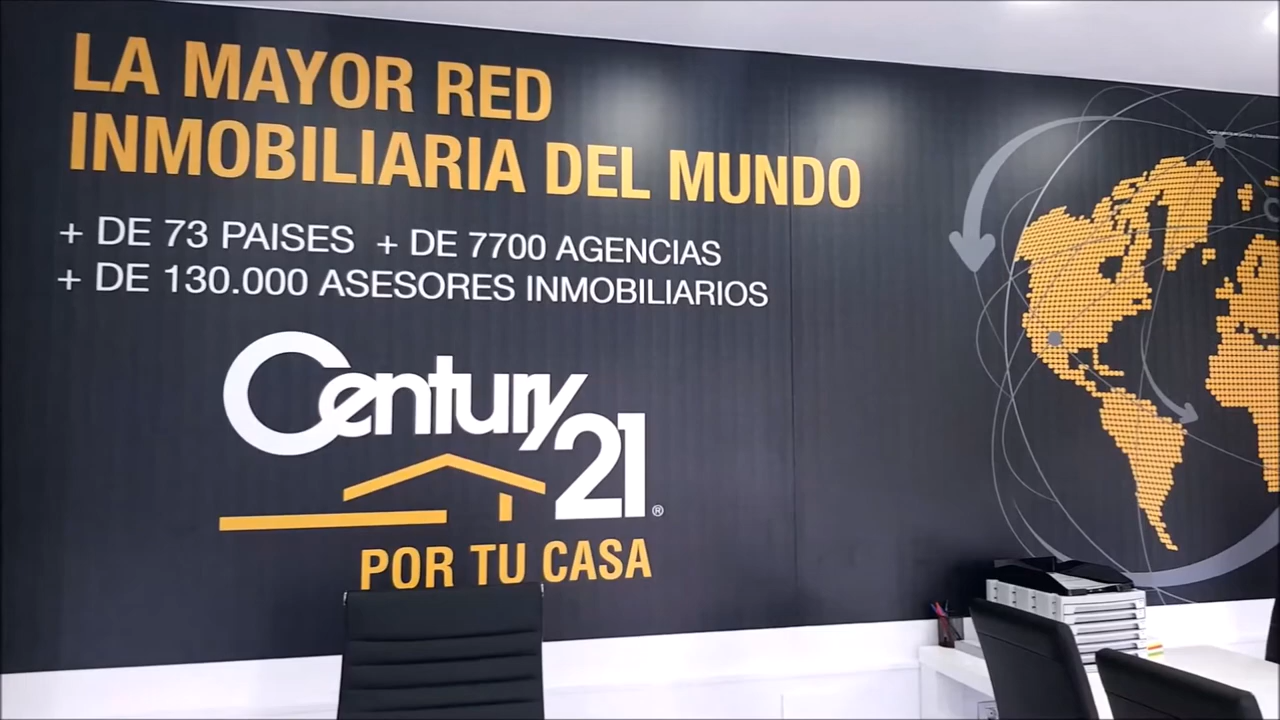 LA MAYOR RED
INMOBILIARIA DEL MUNDO
+ DE 73 PAISES + DE 7700 AGENCIAS
+ DE 130.000 ASESORES INMOBILIARIOS
Century
21®
POR TU CASA